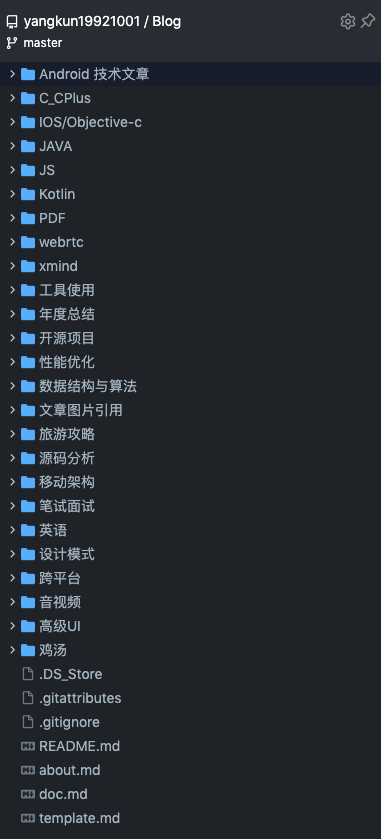 yangkun19921001 / Blog
master
Android 技术文章
C_CPlus
IOS/Objective-c
JAVA
JS
Kotlin
PDF
webrtc
xmind
工具使用
年度总结
开源项目
性能优化
数据结构与算法
文章图片引用
旅游攻略
源码分析
移动架构
笔试面试
英语
设计模式
跨平台
音视频
高级UI
鸡汤
.DS_Store
.gitattributes
.gitignore
README.md
about.md
doc.md
template.md